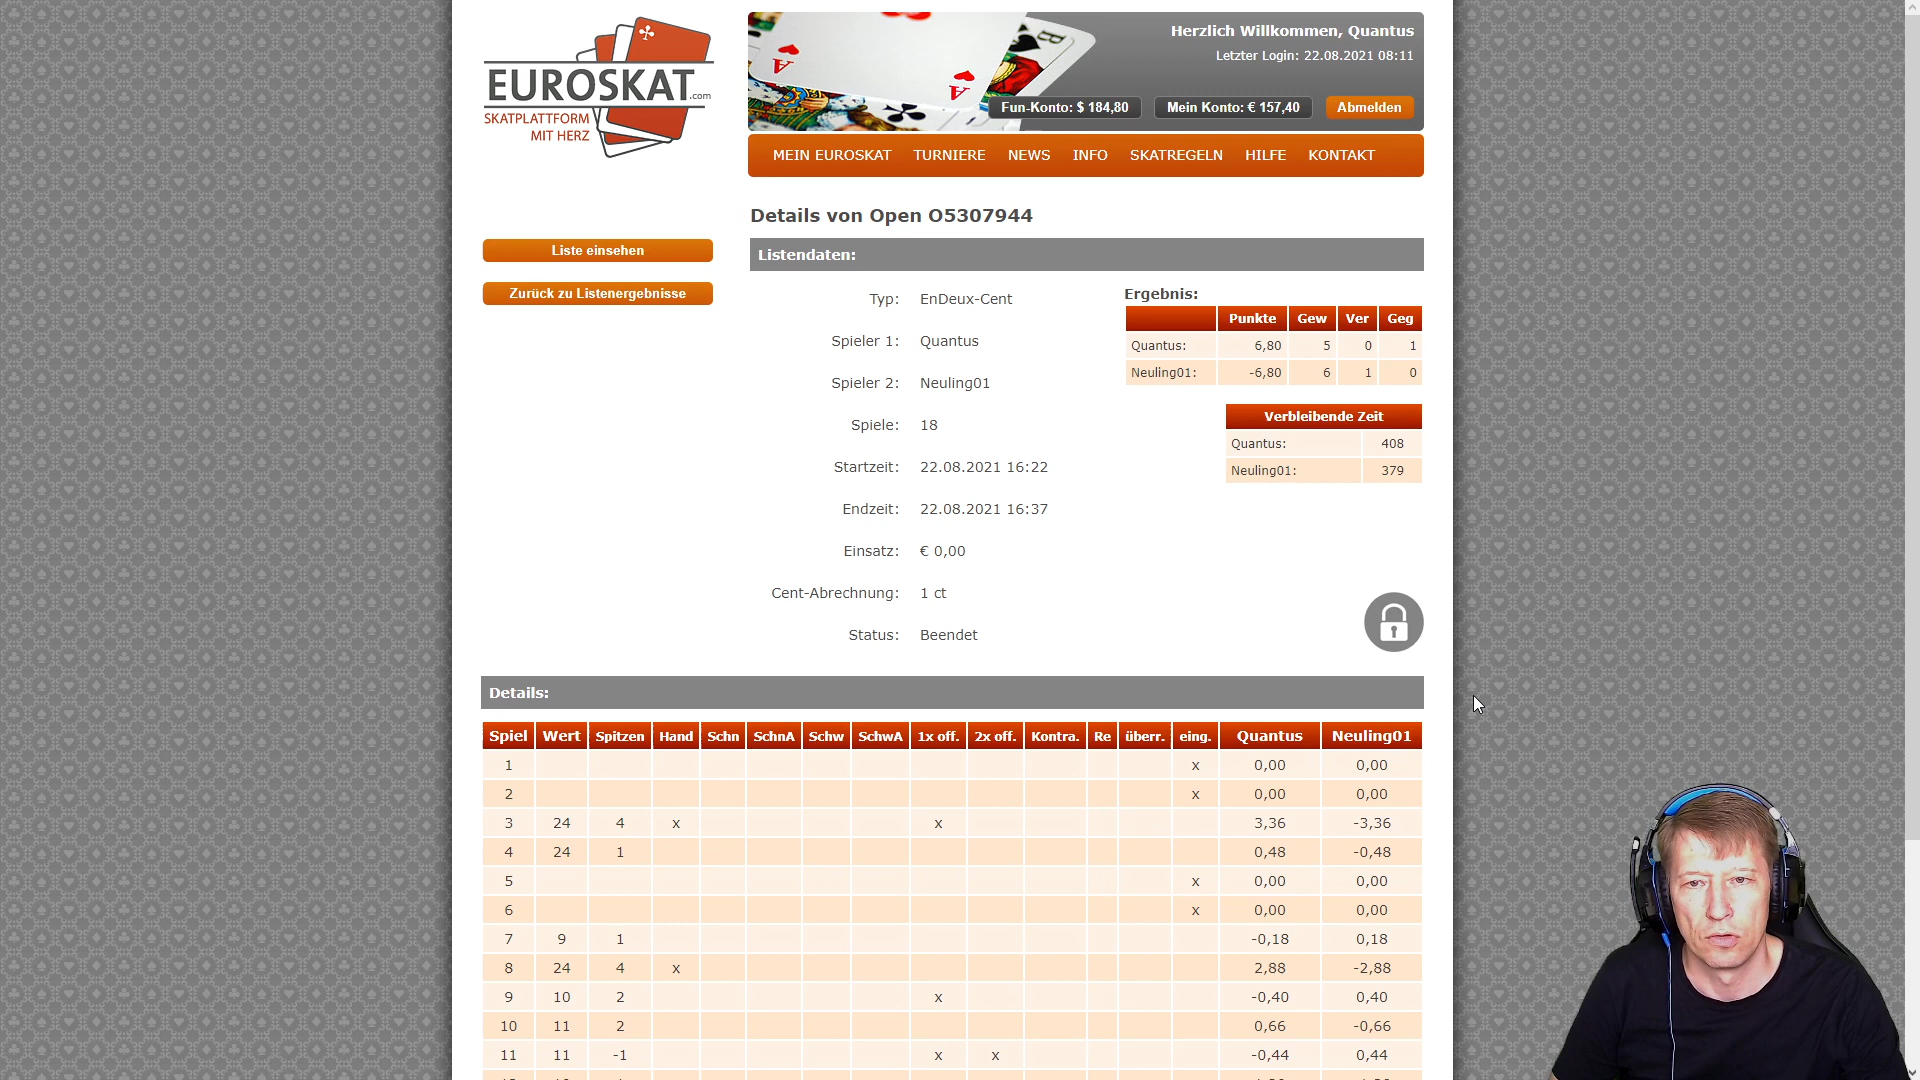 EUROSKAT.com
SKATPLATTFORM
MIT HERZ
Herzlich Willkommen, Quantus
Letzter Login: 22.08.2021 08:11
Fun-Konto: $ 184,80 Mein Konto: € 157,40 Abmelden
MEIN EUROSKAT TURNIERE NEWS INFO SKATREGELN HILFE KONTAKT
Liste einsehen
Zurück zu Listenergebnisse
Details von Open O5307944
Listendaten:
Typ: EnDeux-Cent
Spieler 1: Quantus
Spieler 2: Neuling01
Spiele: 18
Startzeit: 22.08.2021 16:22
Endzeit: 22.08.2021 16:37
Einsatz: € 0,00
Cent-Abrechnung: 1 ct
Status: Beendet
Ergebnis:
Punkte Gew Ver Geg
Quantus: 6,80 5 0 1
Neuling01: -6,80 6 1 0
Verbleibende Zeit
Quantus: 408
Neuling01: 379
Details:
Spiel Wert Spitzen Hand Schn SchnA Schw SchwA 1x off. 2x off. Kontra. Re überr. eing. Quantus Neuling01
1 x 0,00 0,00
2 x 0,00 0,00
3 24 4 x x 3,36 -3,36
4 24 1 0,48 -0,48
5 x 0,00 0,00
6 x 0,00 0,00
7 9 1 -0,18 0,18
8 24 4 x 2,88 -2,88
9 10 2 x -0,40 0,40
10 11 2 0,66 -0,66
11 11 -1 x x -0,44 0,44